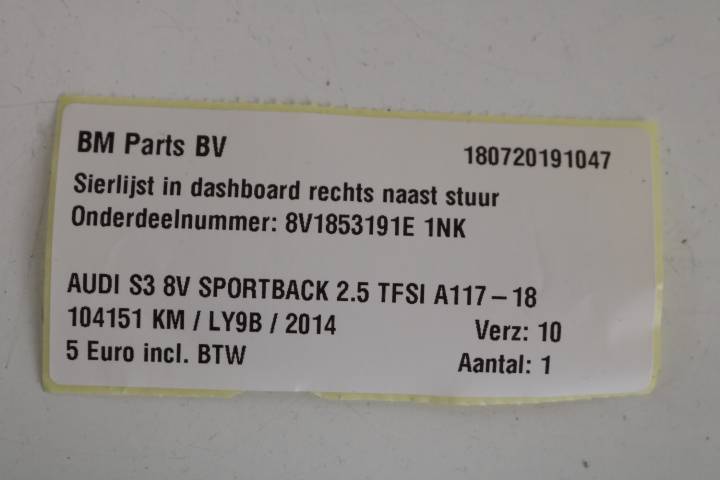 BM Parts BV 180720191047
Sierlijst in dashboard rechts naast stuur
Onderdeelnummer: 8V1853191E 1NK
AUDI S3 8V SPORTBACK 2.5 TFSI A117-18
104151 KM / LY9B / 2014 Verz: 10
5 Euro incl. BTW Aantal: 1